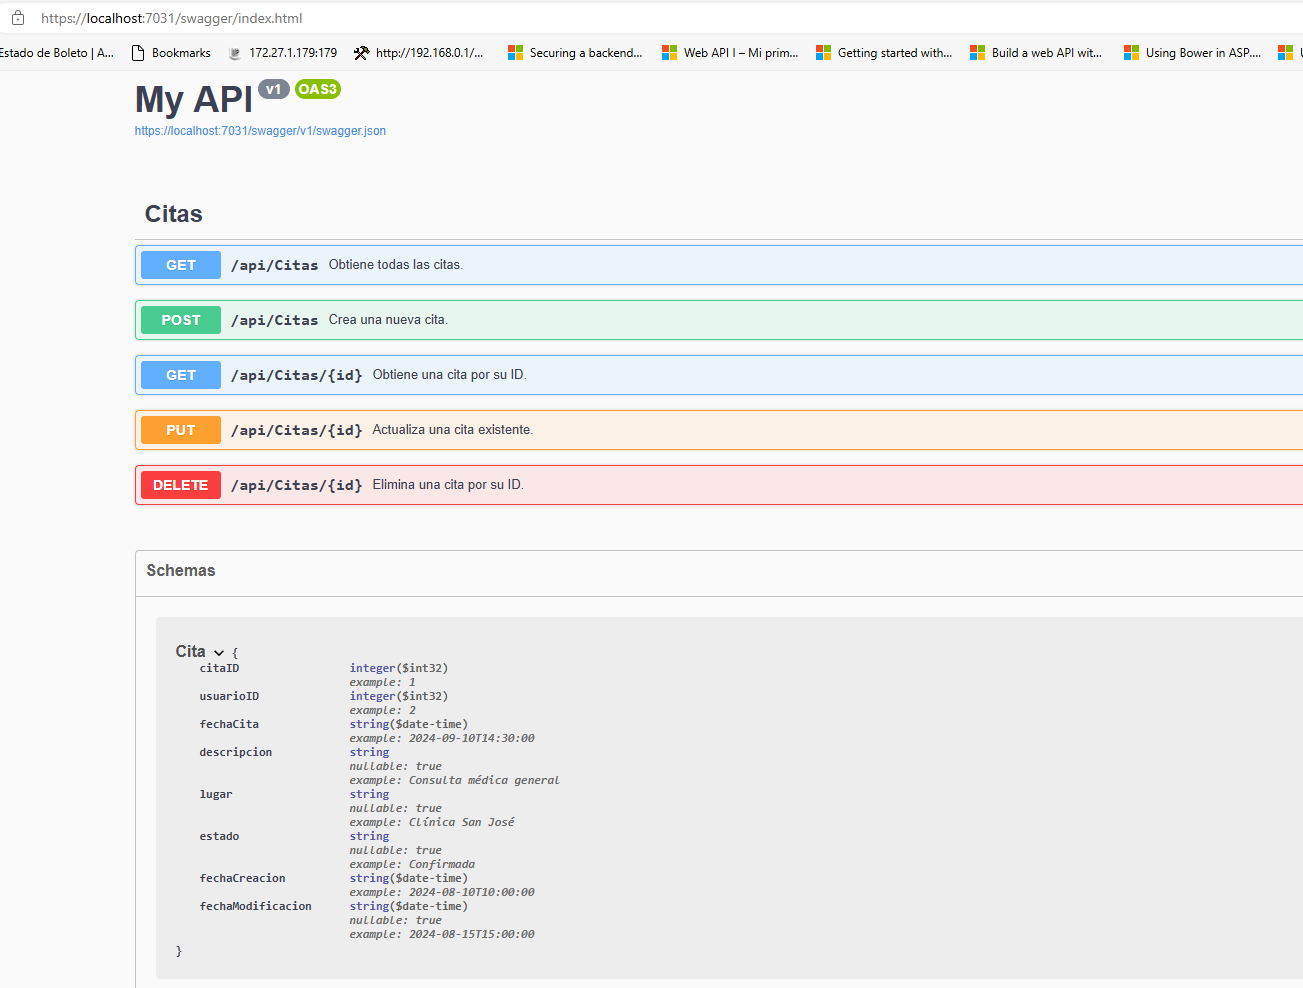 https://localhost:7031/swagger/index.html
Estado de Boleto | A... Bookmarks 172.27.1.179:179 http://192.168.0.1/... Securing a backend... Web API I – Mi prim... Getting started with... Build a web API wit... Using Bower in ASP....
My API v1 OAS3
https://localhost:7031/swagger/v1/swagger.json
Citas
GET /api/Citas Obtiene todas las citas.
POST /api/Citas Crea una nueva cita.
GET /api/Citas/{id} Obtiene una cita por su ID.
PUT /api/Citas/{id} Actualiza una cita existente.
DELETE /api/Citas/{id} Elimina una cita por su ID.
Schemas
Cita {
citaID integer($int32)
example: 1
usuarioID integer($int32)
example: 2
fechaCita string($date-time)
example: 2024-09-10T14:30:00
descripcion string
nullable: true
example: Consulta médica general
lugar string
nullable: true
example: Clínica San José
estado string
nullable: true
example: Confirmada
fechaCreacion string($date-time)
example: 2024-08-10T10:00:00
fechaModificacion string($date-time)
nullable: true
example: 2024-08-15T15:00:00
}